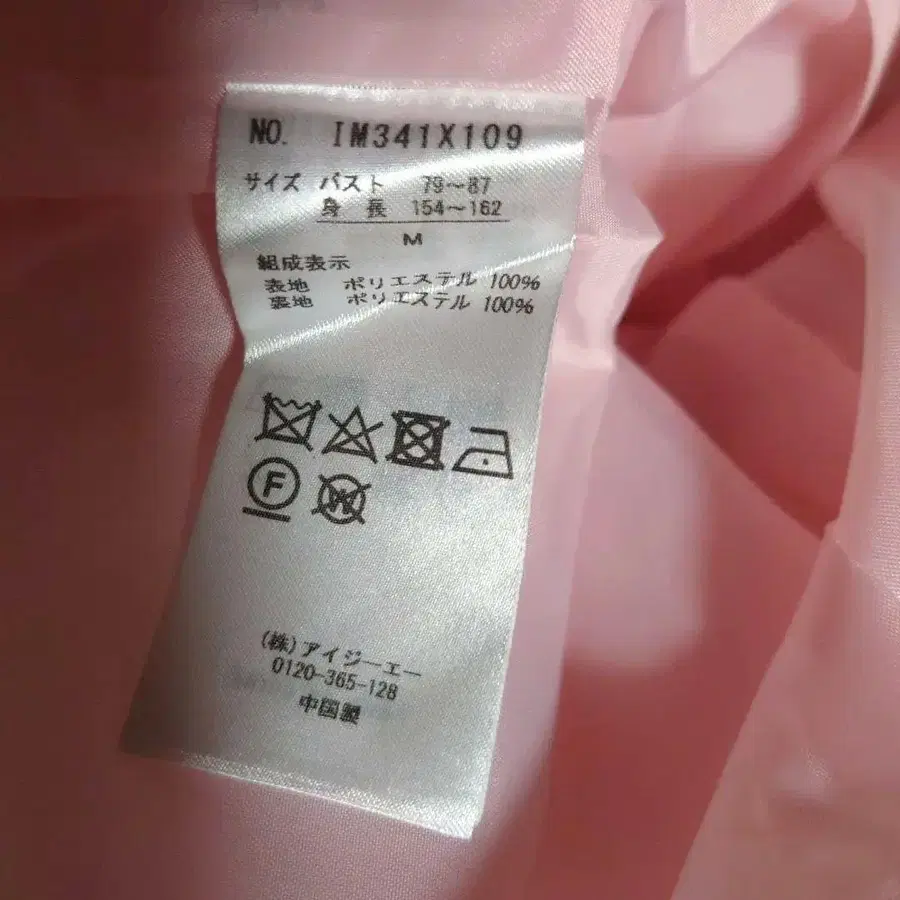 NO. IM341X109
サイズ バスト 79〜87
身長 154〜162
M
組成表示
表地 ポリエステル 100%
裏地 ポリエステル 100%
F
W
(株)アイジーエー
0120-365-128
中国製